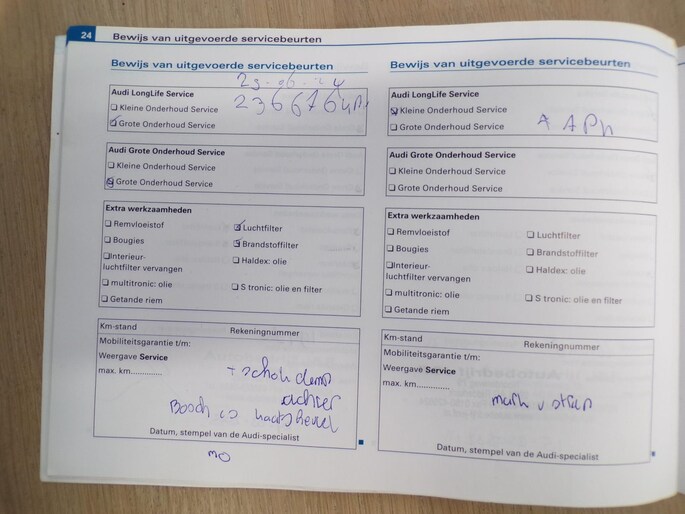 24 Bewijs van uitgevoerde servicebeurten
Bewijs van uitgevoerde servicebeurten
23-06-24
Audi LongLife Service
Kleine Onderhoud Service
Grote Onderhoud Service
Audi Grote Onderhoud Service
Kleine Onderhoud Service
Grote Onderhoud Service
Extra werkzaamheden
Remvloeistof
Luchtfilter
Bougies
Brandstoffilter
Interieur-
luchtfilter vervangen
Haldex: olie
multitronic: olie
S tronic: olie en filter
Getande riem
Km-stand Rekeningnummer
Mobiliteitsgarantie t/m:
Weergave Service
max. km.............
achter
Bosch
Datum, stempel van de Audi-specialist
MO
Bewijs van uitgevoerde servicebeurten
Audi LongLife Service
Kleine Onderhoud Service
Grote Onderhoud Service
Audi Grote Onderhoud Service
Kleine Onderhoud Service
Grote Onderhoud Service
Extra werkzaamheden
Remvloeistof
Luchtfilter
Bougies
Brandstoffilter
Interieur-
luchtfilter vervangen
Haldex: olie
multitronic: olie
S tronic: olie en filter
Getande riem
Km-stand Rekeningnummer
Mobiliteitsgarantie t/m:
Weergave Service
max. km.............
Datum, stempel van de Audi-specialist